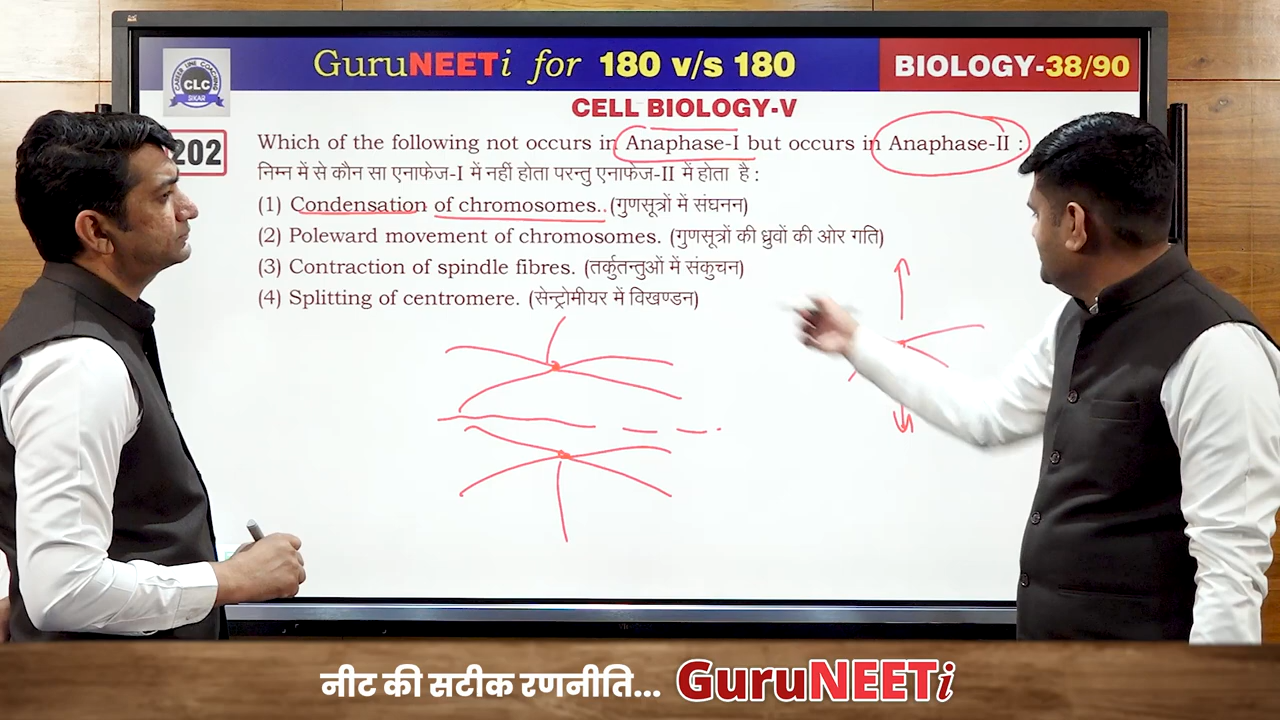 GuruNEETi for 180 v/s 180
BIOLOGY-38/90
CAREER LINE COACHING
CLC
SIKAR
CELL BIOLOGY-V
202
Which of the following not occurs in Anaphase-I but occurs in Anaphase-II :
निम्न में से कौन सा एनाफेज-I में नहीं होता परन्तु एनाफेज-II में होता है :
(1) Condensation of chromosomes. (गुणसूत्रों में संघनन)
(2) Poleward movement of chromosomes. (गुणसूत्रों की ध्रुवों की ओर गति)
(3) Contraction of spindle fibres. (तर्कुतन्तुओं में संकुचन)
(4) Splitting of centromere. (सेन्ट्रोमीयर में विखण्डन)
नीट की सटीक रणनीति... GuruNEETi